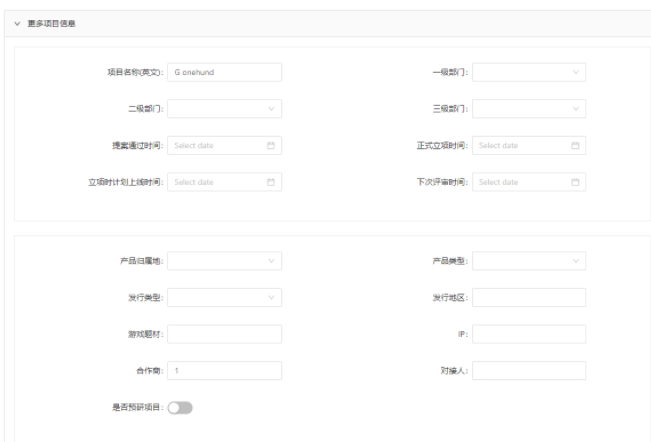 更多项目信息
项目名称(英文): G onehund 一级部门:
二级部门: 三级部门:
提案通过时间: Select date 正式立项时间: Select date
立项时计划上线时间: Select date 下次评审时间: Select date
产品归属地: 产品类型:
发行类型: 发行地区:
游戏题材: IP:
合作商: 1 对接人:
是否预研项目: